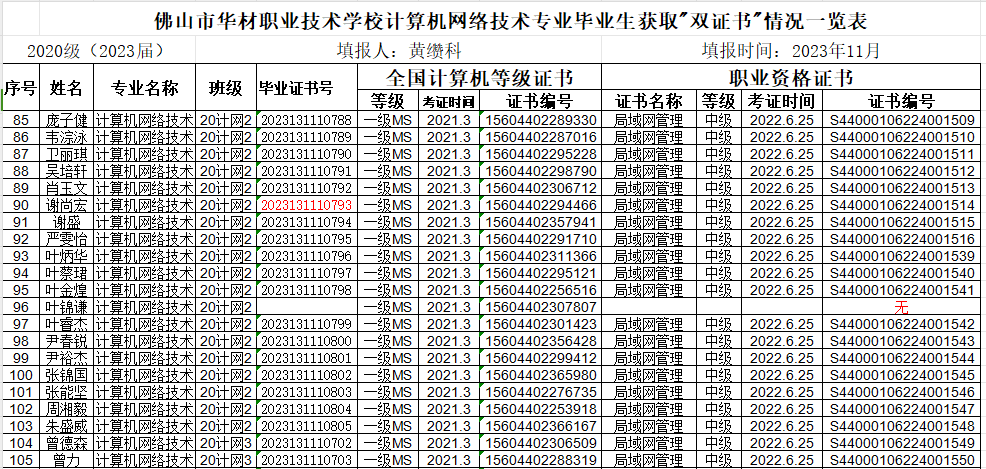 佛山市华材职业技术学校计算机网络技术专业毕业生获取"双证书"情况一览表
2020级（2023届） 填报人：黄缵科 填报时间：2023年11月
序号 姓名 专业名称 班级 毕业证书号 全国计算机等级证书 职业资格证书
等级 考证时间 证书编号 证书名称 等级 考证时间 证书编号
85 庞子健 计算机网络技术 20计网2 2023131110788 一级MS 2021.3 15604402289330 局域网管理 中级 2022.6.25 S44000106224001509
86 韦淙泳 计算机网络技术 20计网2 2023131110789 一级MS 2021.3 15604402287016 局域网管理 中级 2022.6.25 S44000106224001510
87 卫丽琪 计算机网络技术 20计网2 2023131110790 一级MS 2021.3 15604402295228 局域网管理 中级 2022.6.25 S44000106224001511
88 吴培轩 计算机网络技术 20计网2 2023131110791 一级MS 2021.3 15604402298790 局域网管理 中级 2022.6.25 S44000106224001512
89 肖玉文 计算机网络技术 20计网2 2023131110792 一级MS 2021.3 15604402306712 局域网管理 中级 2022.6.25 S44000106224001513
90 谢尚宏 计算机网络技术 20计网2 2023131110793 一级MS 2021.3 15604402294466 局域网管理 中级 2022.6.25 S44000106224001514
91 谢盛 计算机网络技术 20计网2 2023131110794 一级MS 2021.3 15604402357941 局域网管理 中级 2022.6.25 S44000106224001515
92 严雯怡 计算机网络技术 20计网2 2023131110795 一级MS 2021.3 15604402291710 局域网管理 中级 2022.6.25 S44000106224001516
93 叶炳华 计算机网络技术 20计网2 2023131110796 一级MS 2021.3 15604402311366 局域网管理 中级 2022.6.25 S44000106224001539
94 叶棽珺 计算机网络技术 20计网2 2023131110797 一级MS 2021.3 15604402295121 局域网管理 中级 2022.6.25 S44000106224001540
95 叶金煌 计算机网络技术 20计网2 2023131110798 一级MS 2021.3 15604402256516 局域网管理 中级 2022.6.25 S44000106224001541
96 叶锦谦 计算机网络技术 20计网2 一级MS 2021.3 15604402307807 无
97 叶睿杰 计算机网络技术 20计网2 2023131110799 一级MS 2021.3 15604402301423 局域网管理 中级 2022.6.25 S44000106224001542
98 尹春锐 计算机网络技术 20计网2 2023131110800 一级MS 2021.3 15604402356428 局域网管理 中级 2022.6.25 S44000106224001543
99 尹裕杰 计算机网络技术 20计网2 2023131110801 一级MS 2021.3 15604402299412 局域网管理 中级 2022.6.25 S44000106224001544
100 张锦国 计算机网络技术 20计网2 2023131110802 一级MS 2021.3 15604402365980 局域网管理 中级 2022.6.25 S44000106224001545
101 张能坚 计算机网络技术 20计网2 2023131110803 一级MS 2021.3 15604402276735 局域网管理 中级 2022.6.25 S44000106224001546
102 周湘毅 计算机网络技术 20计网2 2023131110804 一级MS 2021.3 15604402253918 局域网管理 中级 2022.6.25 S44000106224001547
103 朱盛威 计算机网络技术 20计网2 2023131110805 一级MS 2021.3 15604402366167 局域网管理 中级 2022.6.25 S44000106224001548
104 曾德森 计算机网络技术 20计网3 2023131110702 一级MS 2021.3 15604402306509 局域网管理 中级 2022.6.25 S44000106224001549
105 曾力 计算机网络技术 20计网3 2023131110703 一级MS 2021.3 15604402288319 局域网管理 中级 2022.6.25 S44000106224001550